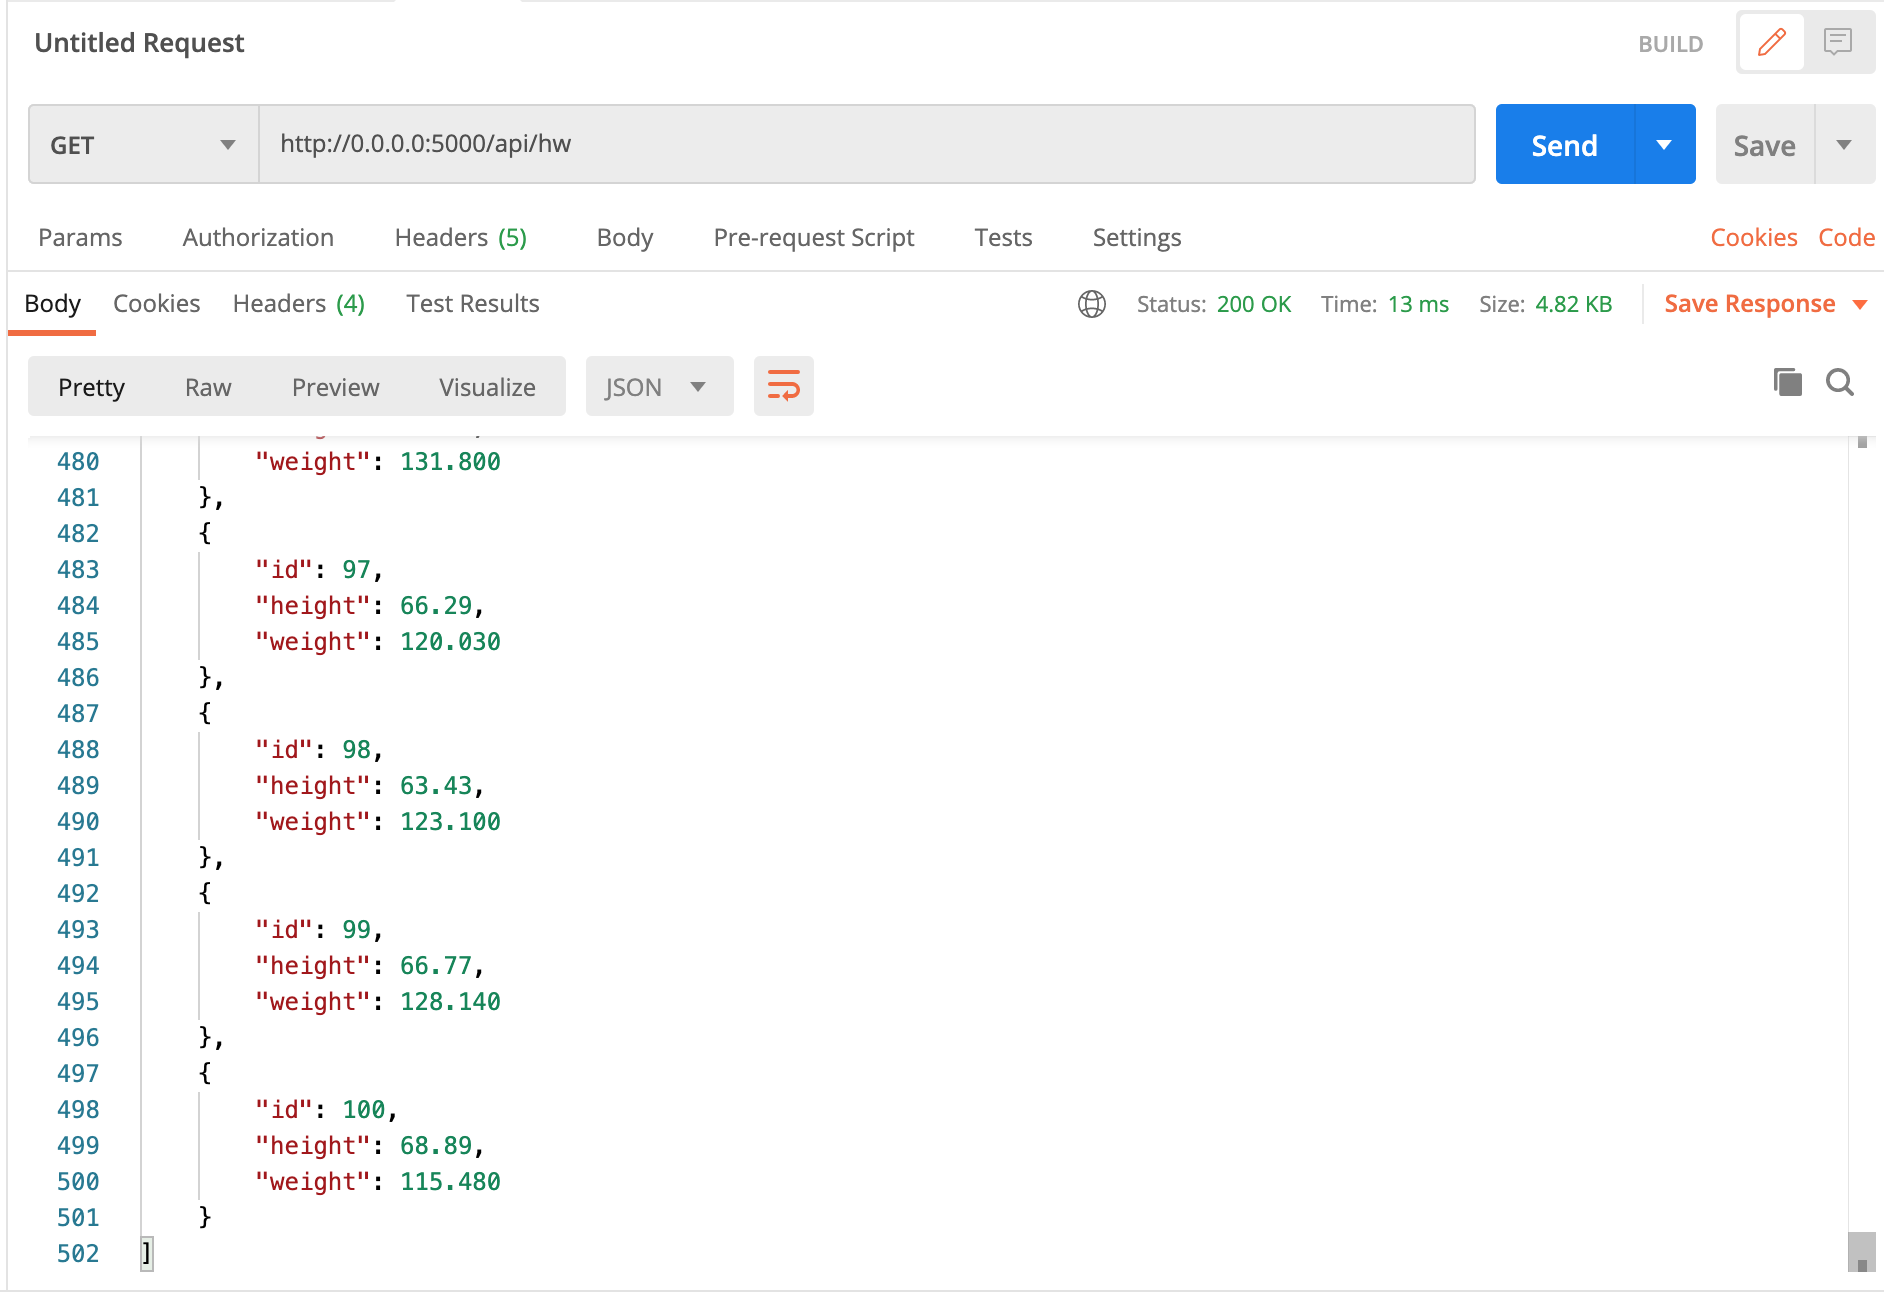 Untitled Request BUILD
GET http://0.0.0.0:5000/api/hw Send Save
Params Authorization Headers (5) Body Pre-request Script Tests Settings Cookies Code
Body Cookies Headers (4) Test Results Status: 200 OK Time: 13 ms Size: 4.82 KB Save Response
Pretty Raw Preview Visualize JSON
480 "weight": 131.800
481 },
482 {
483 "id": 97,
484 "height": 66.29,
485 "weight": 120.030
486 },
487 {
488 "id": 98,
489 "height": 63.43,
490 "weight": 123.100
491 },
492 {
493 "id": 99,
494 "height": 66.77,
495 "weight": 128.140
496 },
497 {
498 "id": 100,
499 "height": 68.89,
500 "weight": 115.480
501 }
502 ]